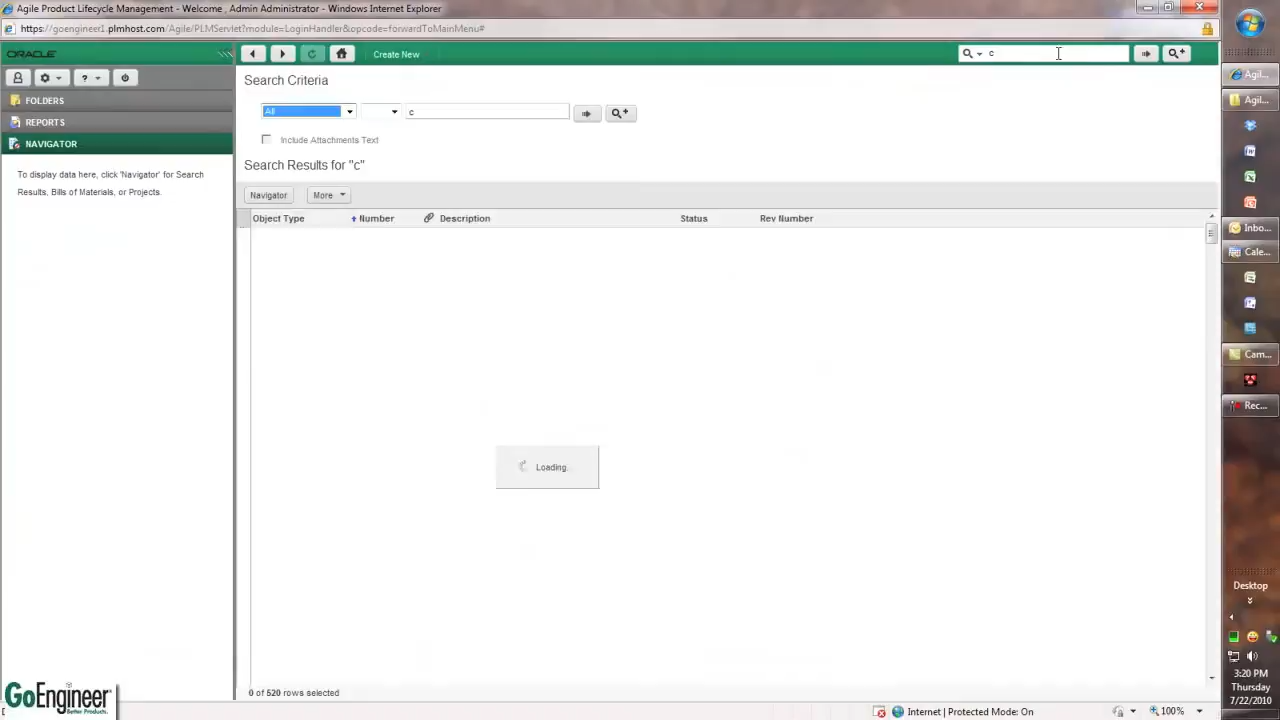 Agile Product Lifecycle Management - Welcome , Admin Administrator - Windows Internet Explorer
https://goengineer1.plmhost.com/Agile/PLMServlet?module=LoginHandler&opcode=forwardToMainMenu#
ORACLE
Create New
c
FOLDERS
REPORTS
NAVIGATOR
To display data here, click 'Navigator' for Search
Results, Bills of Materials, or Projects.
Search Criteria
All
c
Include Attachments Text
Search Results for "c"
Navigator
More
Object Type
Number
Description
Status
Rev Number
Loading.
0 of 520 rows selected
GoEngineer
Better Products.
Internet | Protected Mode: On
100%
Agil...
Agil...
Inbo...
Cale...
Cam...
Rec...
Desktop
3:20 PM
Thursday
7/22/2010